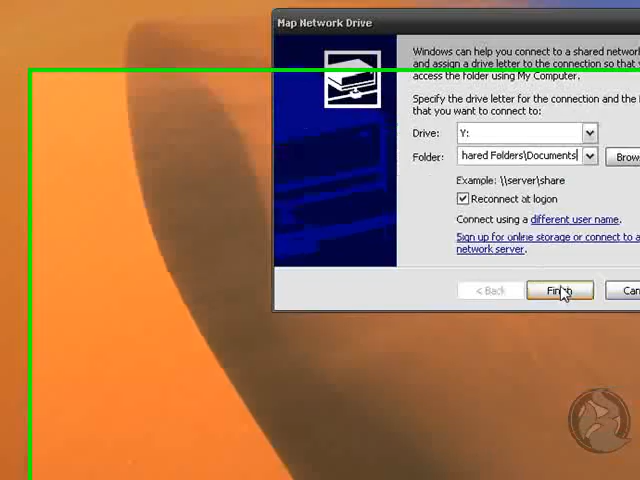 Map Network Drive
Windows can help you connect to a shared network
and assign a drive letter to the connection so that
access the folder using My Computer.
Specify the drive letter for the connection and the
that you want to connect to:
Drive: Y:
Folder: hared Folders\Documents Brow
Example: \\server\share
Reconnect at logon
Connect using a different user name.
Sign up for online storage or connect to a
network server.
< Back Finish Can